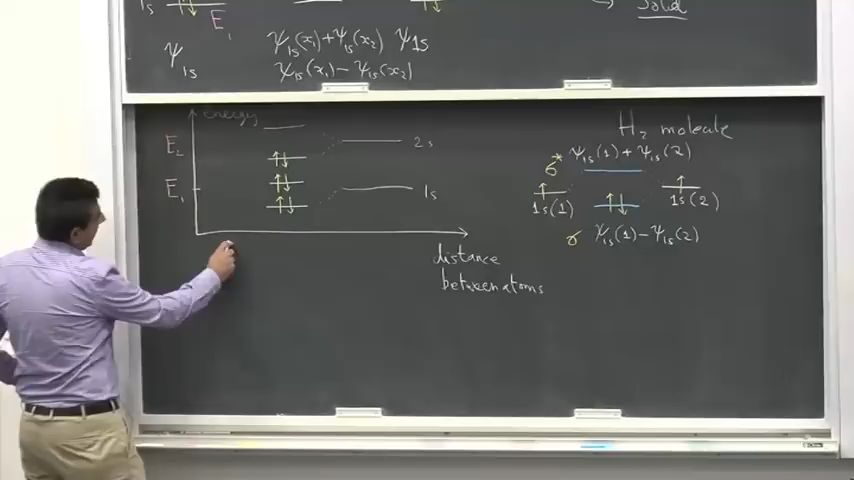 1s
E₁
solid
ψ₁ₛ
ψ₁ₛ(x₁)+ψ₁ₛ(x₂) ψ1s
ψ₁ₛ(x₁)-ψ₁ₛ(x₂)
Energy
E₂
2s
E₁
1s
distance
between atoms
H₂ molecule
σ* ψ₁ₛ(1)+ψ₁ₛ(2)
1s(1)
1s(2)
σ ψ₁ₛ(1)-ψ₁ₛ(2)